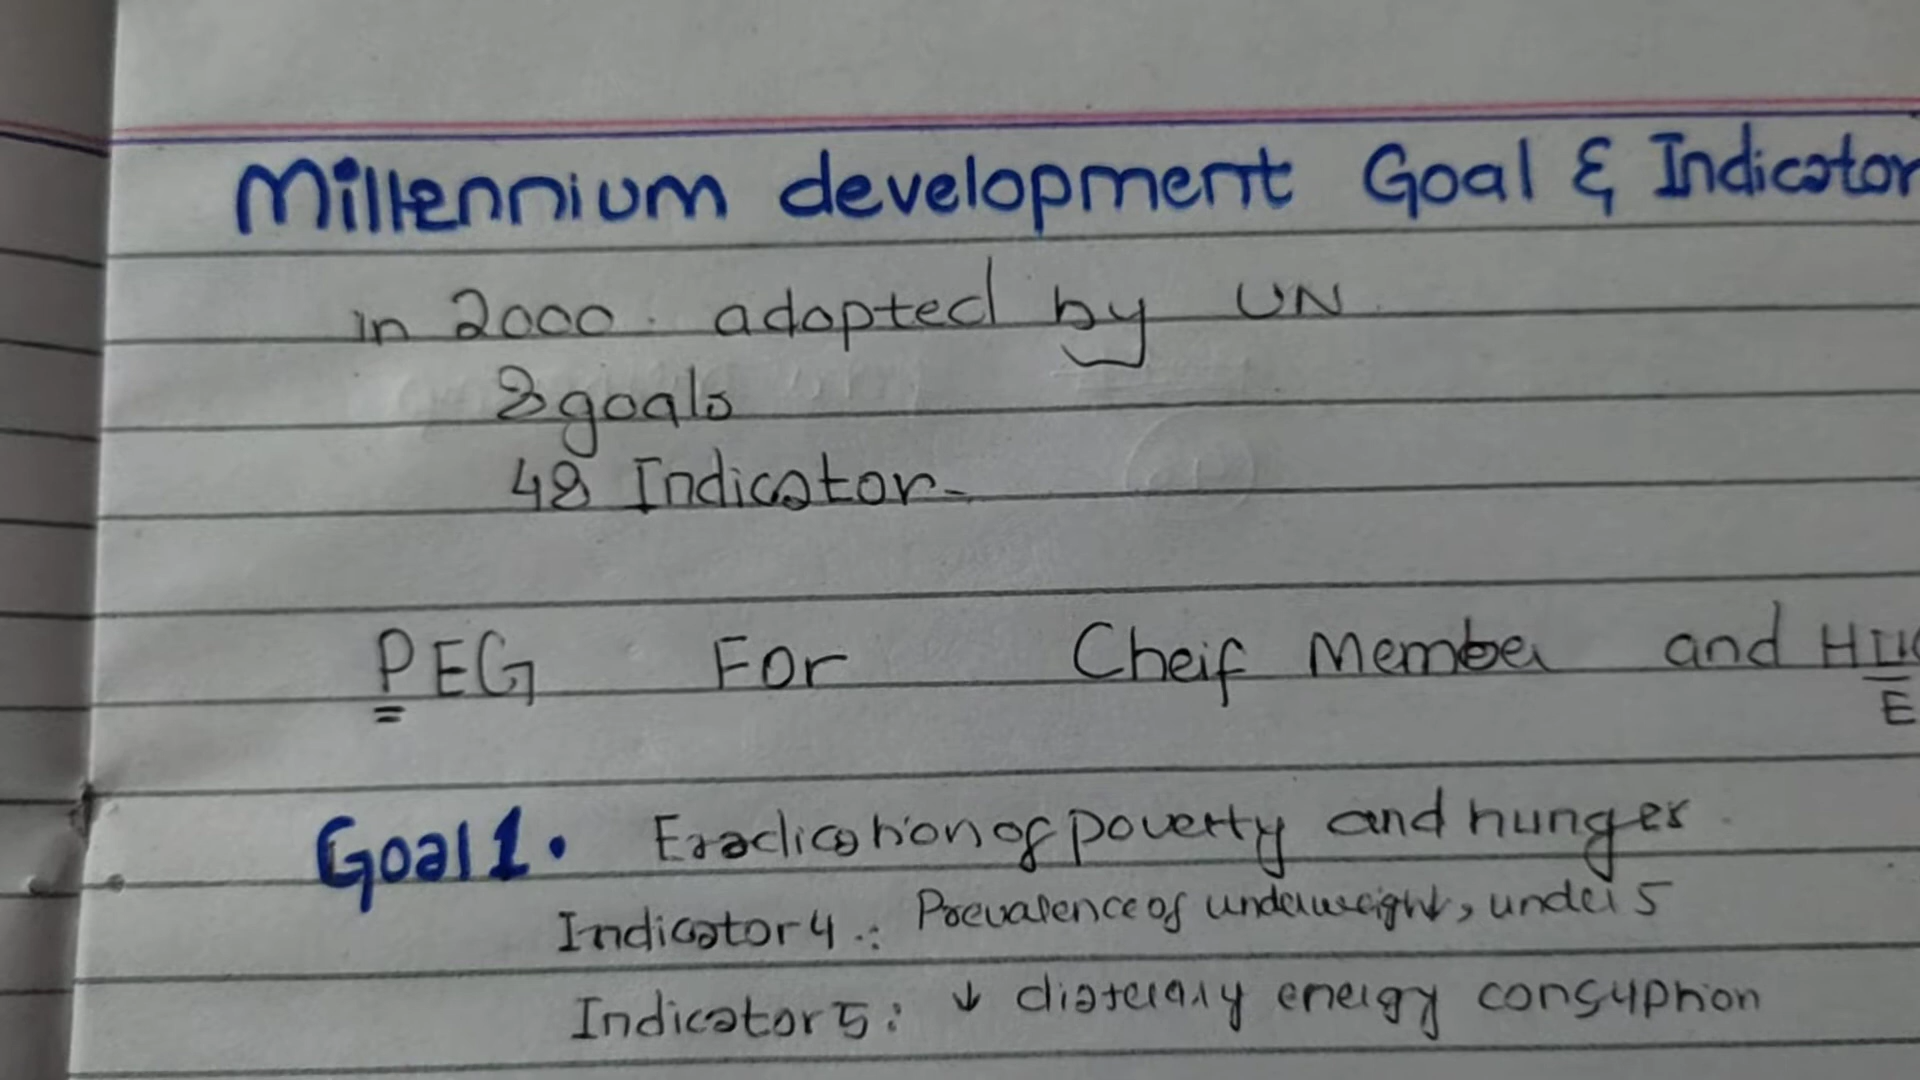 Millennium development Goal & Indicator
in 2000. adopted by UN.
8 goals
48 Indicator-
PEG For Cheif Member and
E
Goal 1. Eradication of poverty and hunger.
Indicator 4 : Prevalence of underweight, under 5
Indicator 5 : ↓ diaterary energy consuption